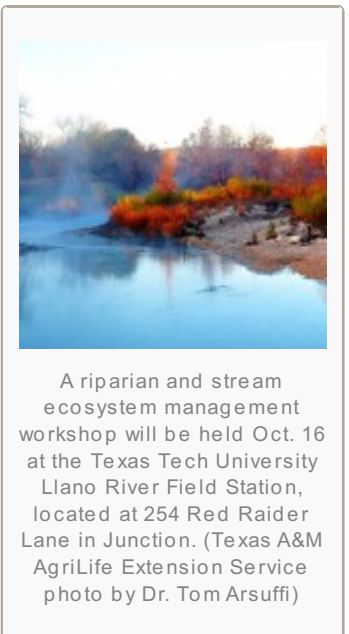 A riparian and stream
ecosystem management
workshop will be held Oct. 16
at the Texas Tech University
Llano River Field Station,
located at 254 Red Raider
Lane in Junction. (Texas A&M
AgriLife Extension Service
photo by Dr. Tom Arsuffi)